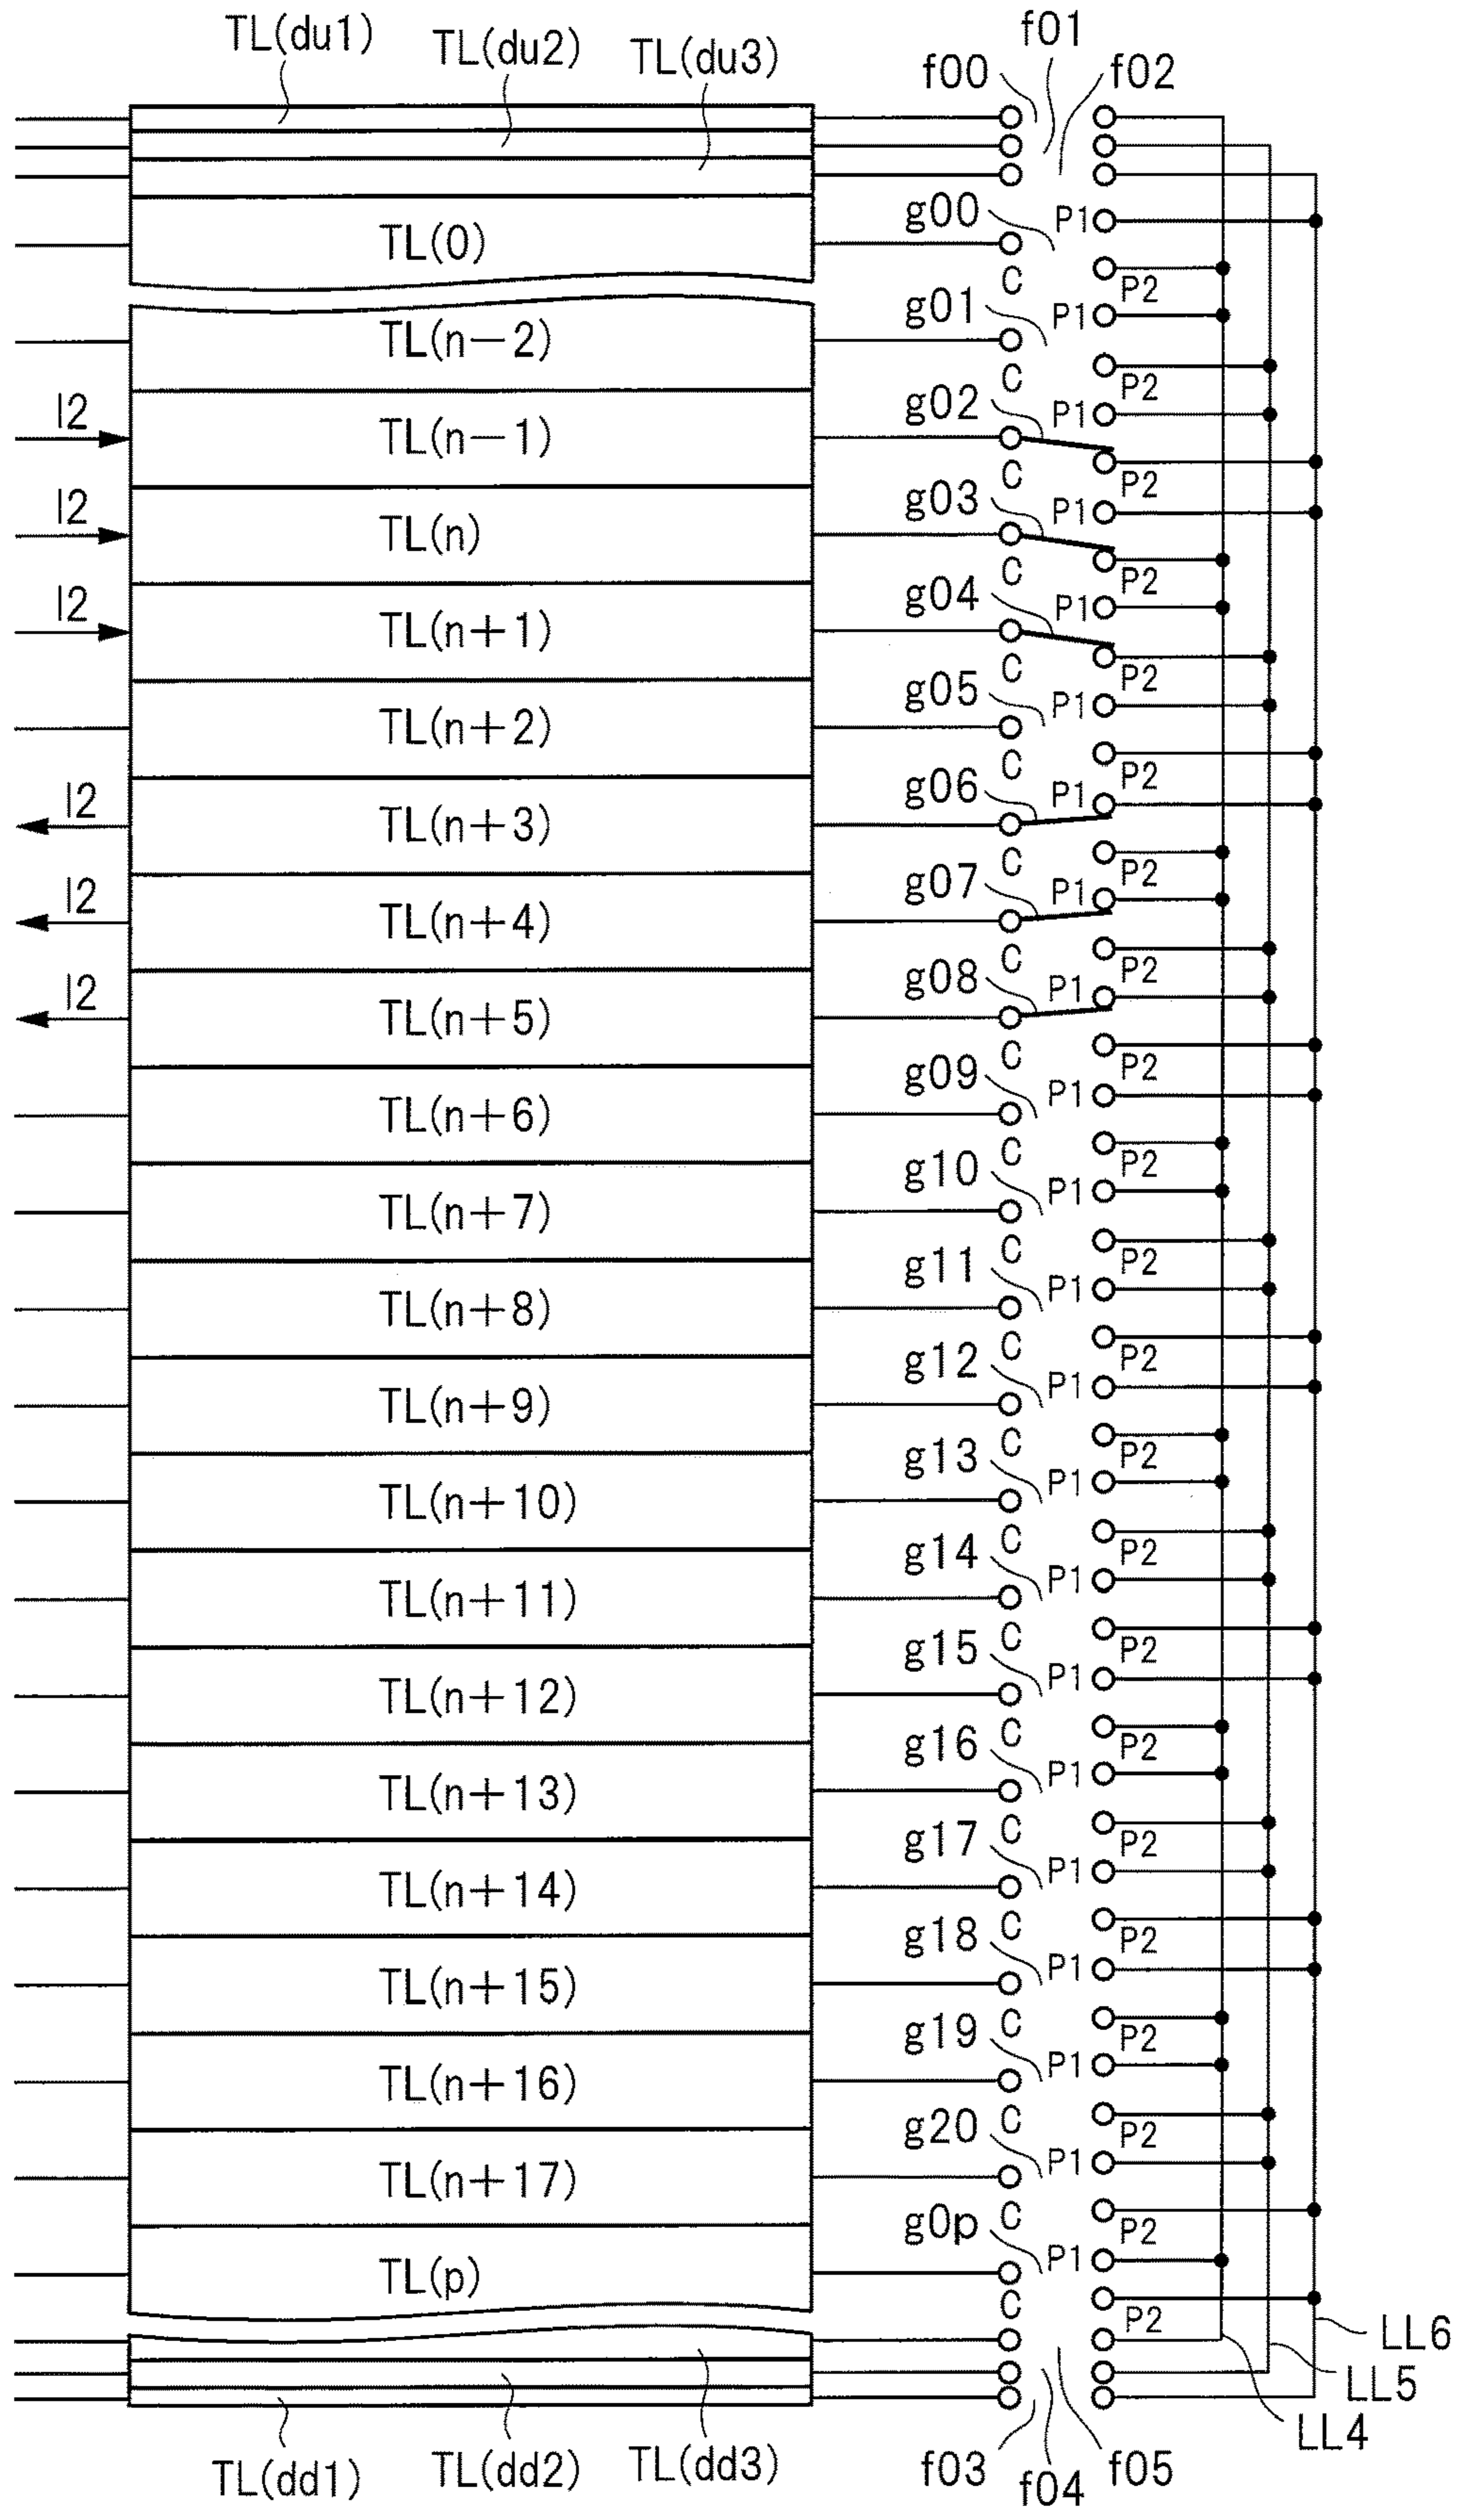 f01
TL(du1) TL(du2) TL(du3) f00 f02
g00 P1
TL(0)
C P2
g01 P1
TL(n−2)
C P2
I2 g02 P1
TL(n−1)
C P2
I2 g03 P1
TL(n)
C P2
I2 g04 P1
TL(n+1)
C P2
g05 P1
TL(n+2)
C P2
I2 g06 P1
TL(n+3)
C P2
I2 g07 P1
TL(n+4)
C P2
I2 g08 P1
TL(n+5)
C P2
g09 P1
TL(n+6)
C P2
g10 P1
TL(n+7)
C P2
g11 P1
TL(n+8)
C P2
g12 P1
TL(n+9)
C P2
g13 P1
TL(n+10)
C P2
g14 P1
TL(n+11)
C P2
g15 P1
TL(n+12)
C P2
g16 P1
TL(n+13)
C P2
g17 P1
TL(n+14)
C P2
g18 P1
TL(n+15)
C P2
g19 P1
TL(n+16)
C P2
g20 P1
TL(n+17)
C P2
g0p P1
TL(p)
C P2
LL6
LL5
LL4
TL(dd1) TL(dd2) TL(dd3) f03 f04 f05